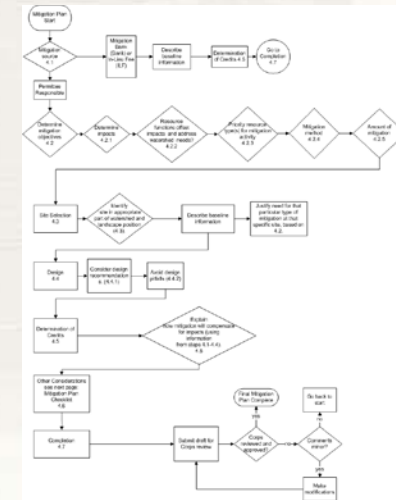 Mitigation Plan
Start
Mitigation
source
4.1
Mitigation
Bank
(Bank) or
In-Lieu Fee
Describe
baseline
information
Determination
of Credits 4.5
Go to
Completion
4.7
Permittee
Responsible
Determine
mitigation
objectives
4.2
Determine
impacts
4.2.1
Resource
functions offset
impacts and address
watershed needs?
4.2.2
Priority resource
types for mitigation
activity
4.2.3
Mitigation
method
4.2.4
Amount of
mitigation
4.2.5
Site Selection
4.3
Identify
site in appropriate
part of watershed and
landscape position
Describe baseline
information
Justify need for that
particular type of
mitigation at that
specific site, based on
4.2.
Design
4.4
Consider design
recommendation
s (4.4.1)
Avoid design
pitfalls (4.4.2)
Determination of
Credits
4.5
Explain
how mitigation will compensate
for impacts (using
information
from steps 4.1-4.4)
Other Considerations
see next page:
Mitigation Plan
Checklist
4.6
Completion
4.7
Submit draft for
Corps review
Corps
reviewed and
approved?
yes
Final Mitigation
Plan Complete
no
Comments
minor?
no
Go back to
start
yes
Make
modifications